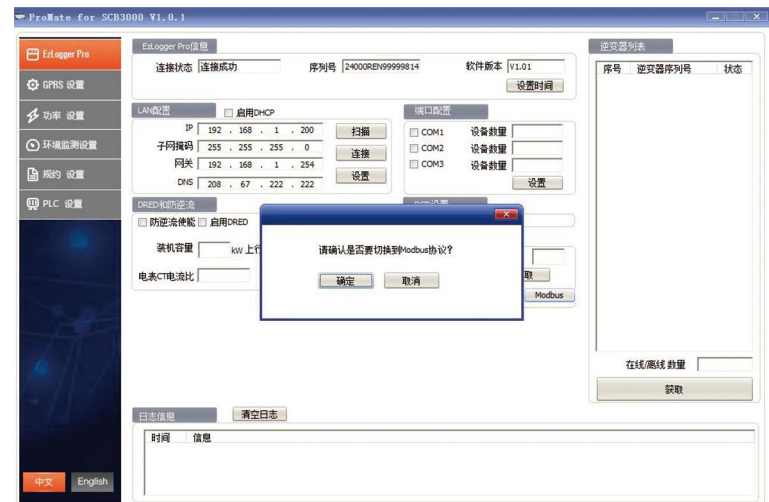 ProMate for SCB3000 V1.0.1
EzLogger Pro
GPRS 设置
功率 设置
环境监测设置
规约 设置
PLC 设置
中文 English
EzLogger Pro信息
连接状态 连接成功 序列号 24000REN99999814 软件版本 V1.01
设置时间
LAN配置 启用DHCP
IP 192 . 168 . 1 . 200 扫描
子网掩码 255 . 255 . 255 . 0 连接
网关 192 . 168 . 1 . 254
设置
DNS 208 . 67 . 222 . 222
端口配置
COM1 设备数量
COM2 设备数量
COM3 设备数量
设置
DRED和防逆流
防逆流使能 启用DRED
装机容量 kW 上行
电表CT电流比
请确认是否要切换到Modbus协议?
确定 取消
Modbus
逆变器列表
序号 逆变器序列号 状态
在线/离线 数量
获取
日志信息 清空日志
时间 信息